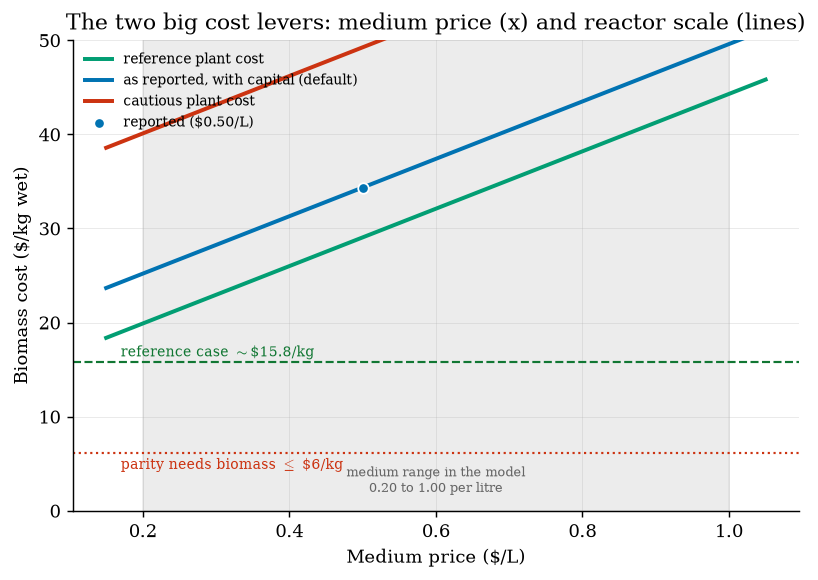 The two big cost levers: medium price (x) and reactor scale (lines)
50
40
30
20
10
0
Biomass cost ($/kg wet)
reference plant cost
as reported, with capital (default)
cautious plant cost
reported ($0.50/L)
reference case ~$15.8/kg
parity needs biomass ≤ $6/kg
medium range in the model
0.20 to 1.00 per litre
0.2 0.4 0.6 0.8 1.0
Medium price ($/L)